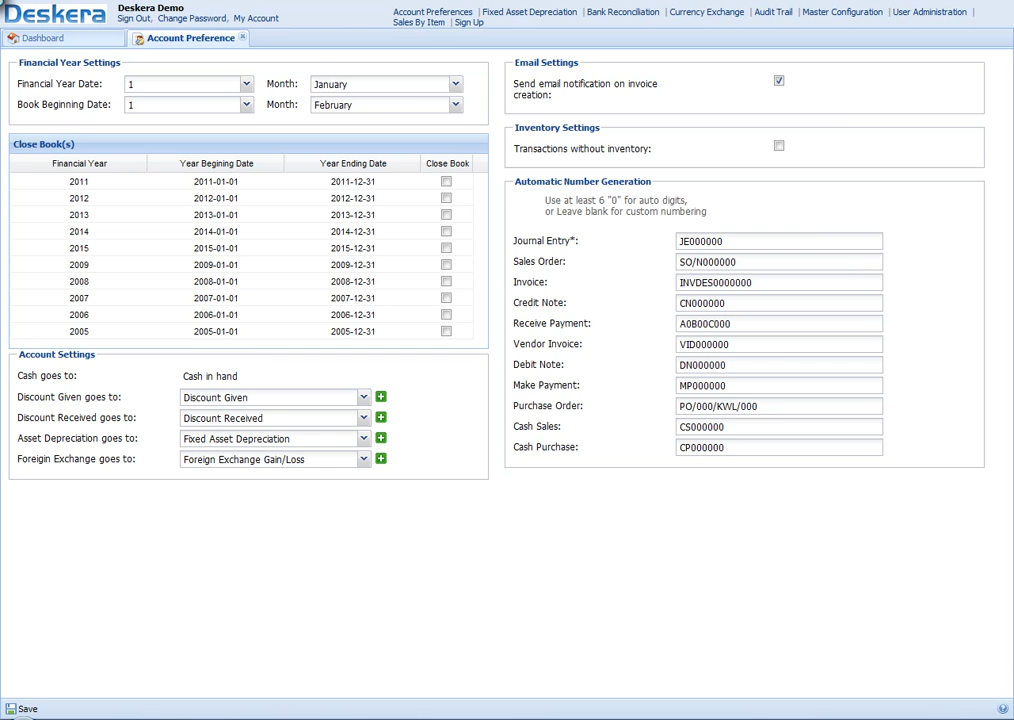 Deskera
Deskera Demo
Sign Out, Change Password, My Account
Account Preferences | Fixed Asset Depreciation | Bank Reconciliation | Currency Exchange | Audit Trail | Master Configuration | User Administration |
Sales By Item | Sign Up
Dashboard
Account Preference
Financial Year Settings
Financial Year Date: 1 Month: January
Book Beginning Date: 1 Month: February
Close Book(s)
Financial Year Year Begining Date Year Ending Date Close Book
2011 2011-01-01 2011-12-31
2012 2012-01-01 2012-12-31
2013 2013-01-01 2013-12-31
2014 2014-01-01 2014-12-31
2015 2015-01-01 2015-12-31
2009 2009-01-01 2009-12-31
2008 2008-01-01 2008-12-31
2007 2007-01-01 2007-12-31
2006 2006-01-01 2006-12-31
2005 2005-01-01 2005-12-31
Account Settings
Cash goes to: Cash in hand
Discount Given goes to: Discount Given
Discount Received goes to: Discount Received
Asset Depreciation goes to: Fixed Asset Depreciation
Foreigin Exchange goes to: Foreign Exchange Gain/Loss
Email Settings
Send email notification on invoice
creation:
Inventory Settings
Transactions without inventory:
Automatic Number Generation
Use at least 6 "0" for auto digits,
or Leave blank for custom numbering
Journal Entry*: JE000000
Sales Order: SO/N000000
Invoice: INVDES0000000
Credit Note: CN000000
Receive Payment: A0B00C000
Vendor Invoice: VID000000
Debit Note: DN000000
Make Payment: MP000000
Purchase Order: PO/000/KWL/000
Cash Sales: CS000000
Cash Purchase: CP000000
Save